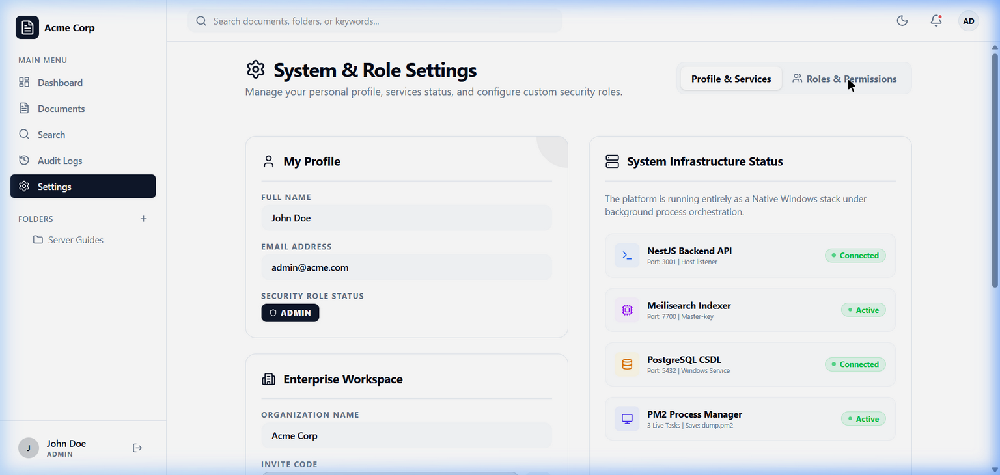 Acme Corp
Search documents, folders, or keywords...
AD
MAIN MENU
Dashboard
Documents
Search
Audit Logs
Settings
FOLDERS
Server Guides
John Doe
ADMIN
J
System & Role Settings
Manage your personal profile, services status, and configure custom security roles.
Profile & Services
Roles & Permissions
My Profile
FULL NAME
John Doe
EMAIL ADDRESS
admin@acme.com
SECURITY ROLE STATUS
ADMIN
Enterprise Workspace
ORGANIZATION NAME
Acme Corp
INVITE CODE
System Infrastructure Status
The platform is running entirely as a Native Windows stack under
background process orchestration.
NestJS Backend API
Port: 3001 | Host listener
Connected
Meilisearch Indexer
Port: 7700 | Master-key
Active
PostgreSQL CSDL
Port: 5432 | Windows Service
Connected
PM2 Process Manager
3 Live Tasks | Save: dump.pm2
Active